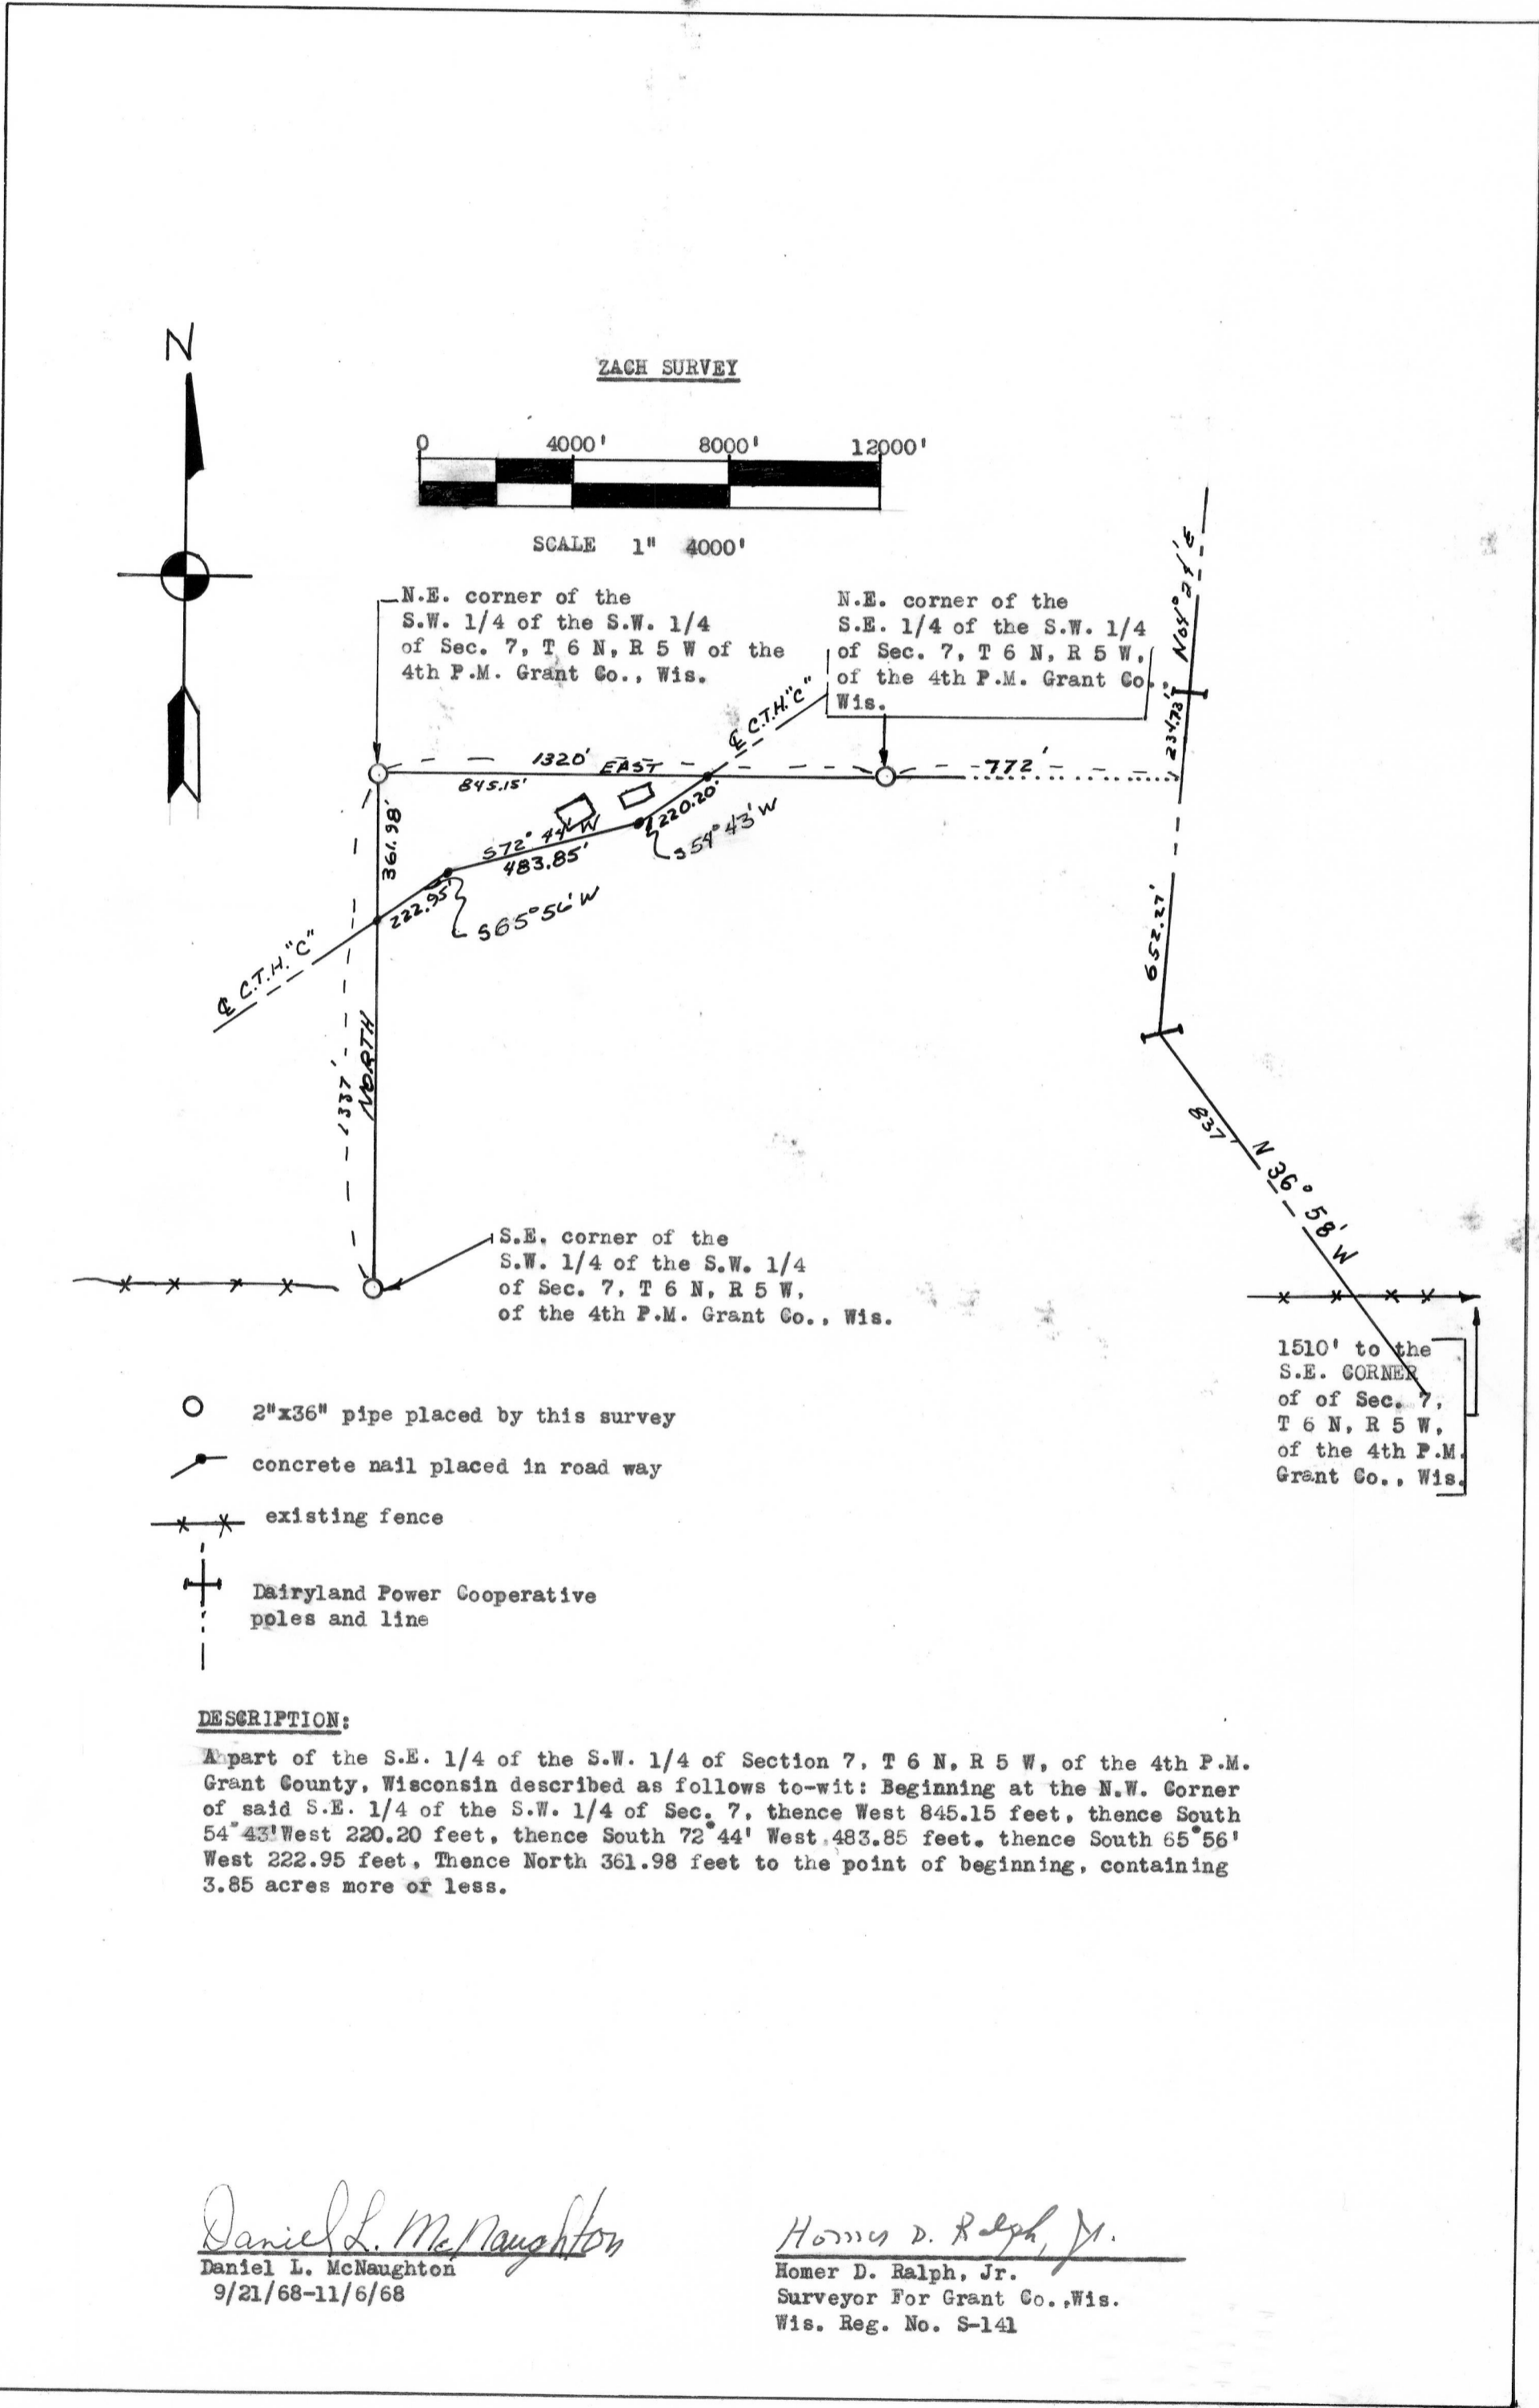 N
ZACH SURVEY
0 4000' 8000' 12000'
SCALE 1" 4000'
N.E. corner of the
S.W. 1/4 of the S.W. 1/4
of Sec. 7, T 6 N, R 5 W of the
4th P.M. Grant Co., Wis.
N.E. corner of the
S.E. 1/4 of the S.W. 1/4
of Sec. 7, T 6 N, R 5 W,
of the 4th P.M. Grant Co.
Wis.
℄ C.T.H. "C"
1320'
EAST
845.15'
772'
234.73'
361.98'
220.20'
S54°43'W
S72°44'W
483.85'
222.95'
S65°56'W
℄ C.T.H. "C"
652.27'
1337'
NORTH
837'
N 36° 58' W
S.E. corner of the
S.W. 1/4 of the S.W. 1/4
of Sec. 7, T 6 N, R 5 W,
of the 4th P.M. Grant Co., Wis.
1510' to the
S.E. CORNER
of of Sec. 7,
T 6 N, R 5 W,
of the 4th P.M.
Grant Co., Wis.
2"x36" pipe placed by this survey
concrete nail placed in road way
existing fence
Dairyland Power Cooperative
poles and line
DESCRIPTION:
A part of the S.E. 1/4 of the S.W. 1/4 of Section 7, T 6 N, R 5 W, of the 4th P.M.
Grant County, Wisconsin described as follows to-wit: Beginning at the N.W. Corner
of said S.E. 1/4 of the S.W. 1/4 of Sec. 7, thence West 845.15 feet, thence South
54°43'West 220.20 feet, thence South 72°44' West 483.85 feet. thence South 65°56'
West 222.95 feet, Thence North 361.98 feet to the point of beginning, containing
3.85 acres more or less.
Daniel L. McNaughton
Daniel L. McNaughton
9/21/68-11/6/68
Homer D. Ralph, Jr.
Homer D. Ralph, Jr.
Surveyor For Grant Co.,Wis.
Wis. Reg. No. S-141